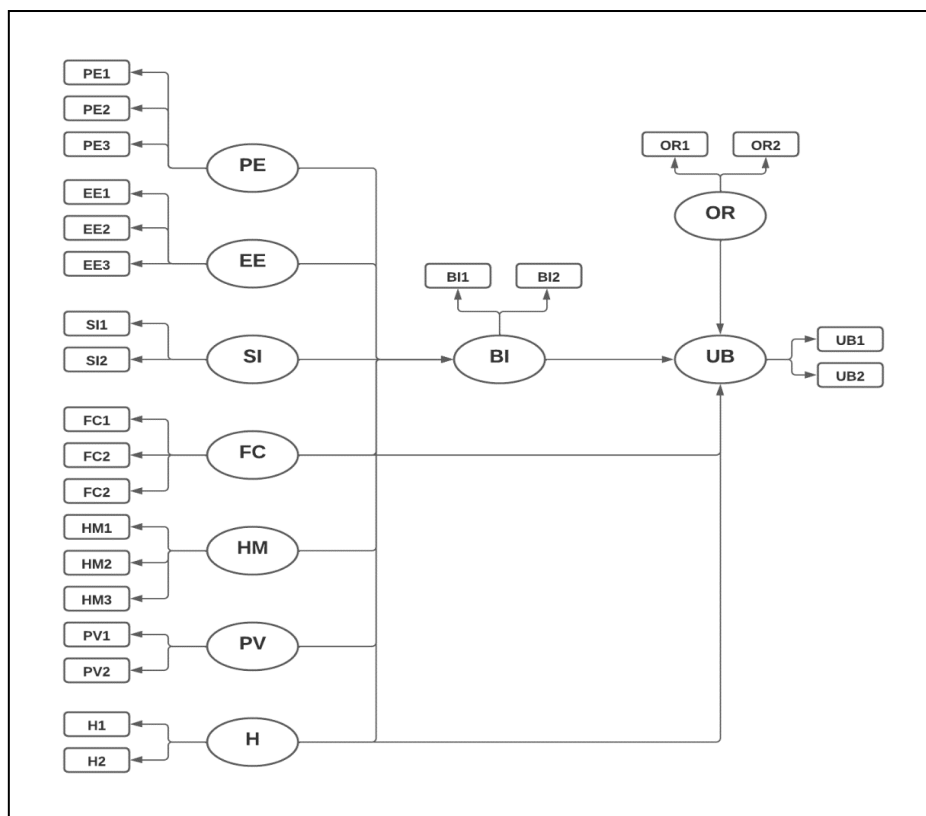 PE1
PE2
PE3
PE
EE1
EE2
EE3
EE
SI1
SI2
SI
FC1
FC2
FC2
FC
HM1
HM2
HM3
HM
PV1
PV2
PV
H1
H2
H
BI1
BI2
BI
OR1
OR2
OR
UB
UB1
UB2